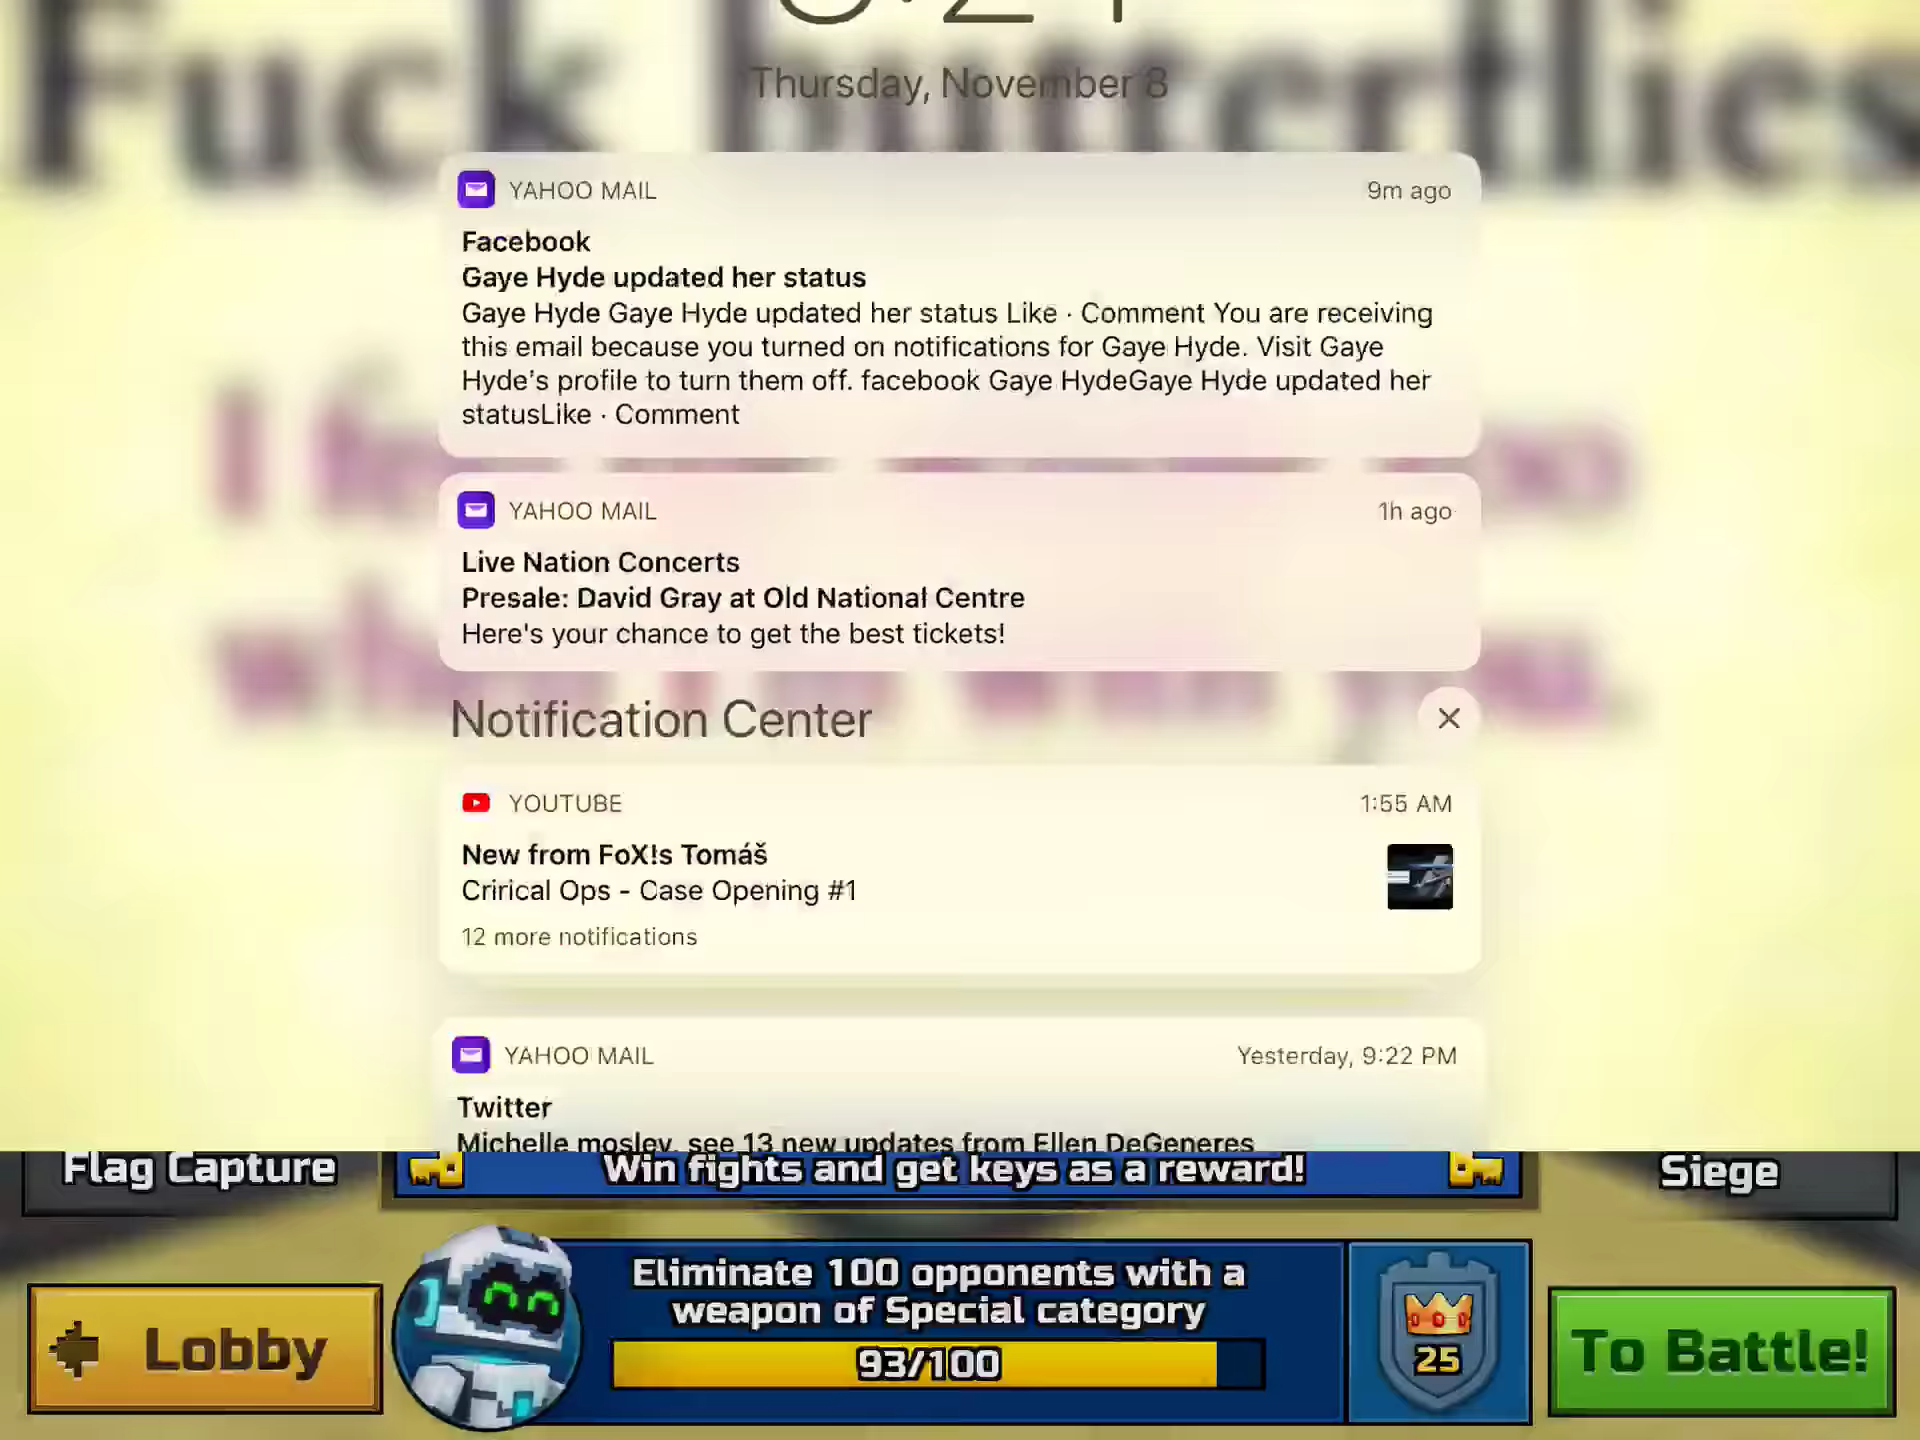 Fuck butterlies
Thursday, November 8
YAHOO MAIL 9m ago
Facebook
Gaye Hyde updated her status
Gaye Hyde Gaye Hyde updated her status Like · Comment You are receiving
this email because you turned on notifications for Gaye Hyde. Visit Gaye
Hyde's profile to turn them off. facebook Gaye HydeGaye Hyde updated her
statusLike · Comment
YAHOO MAIL 1h ago
Live Nation Concerts
Presale: David Gray at Old National Centre
Here's your chance to get the best tickets!
Notification Center
YOUTUBE 1:55 AM
New from FoX!s Tomáš
Crirical Ops - Case Opening #1
12 more notifications
YAHOO MAIL Yesterday, 9:22 PM
Twitter
Michelle mosley, see 13 new updates from Ellen DeGeneres
Flag Capture
Win fights and get keys as a reward!
Siege
Eliminate 100 opponents with a
weapon of Special category
93/100
25
Lobby
To Battle!